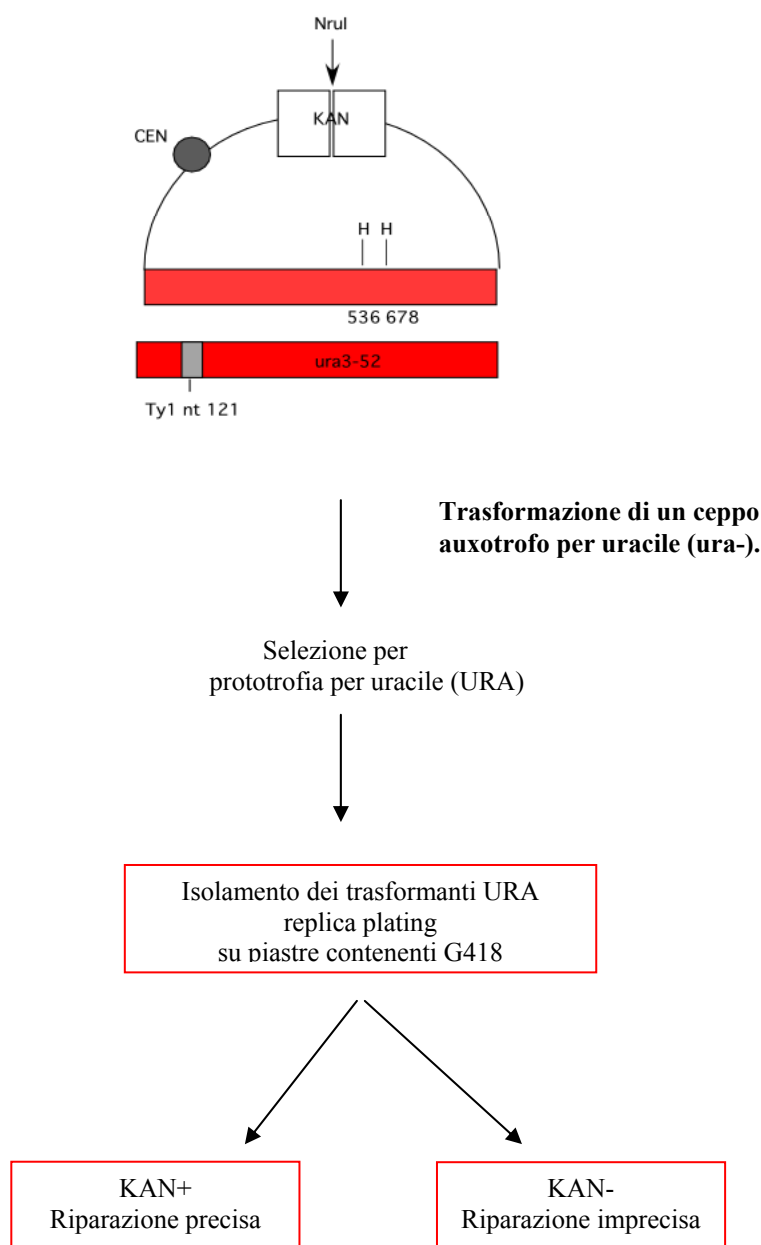 NruI
KAN
CEN
H H
536 678
ura3-52
Ty1 nt 121
Trasformazione di un ceppo
auxotrofo per uracile (ura-).
Selezione per
prototrofia per uracile (URA)
Isolamento dei trasformanti URA
replica plating
su piastre contenenti G418
KAN+
Riparazione precisa
KAN-
Riparazione imprecisa